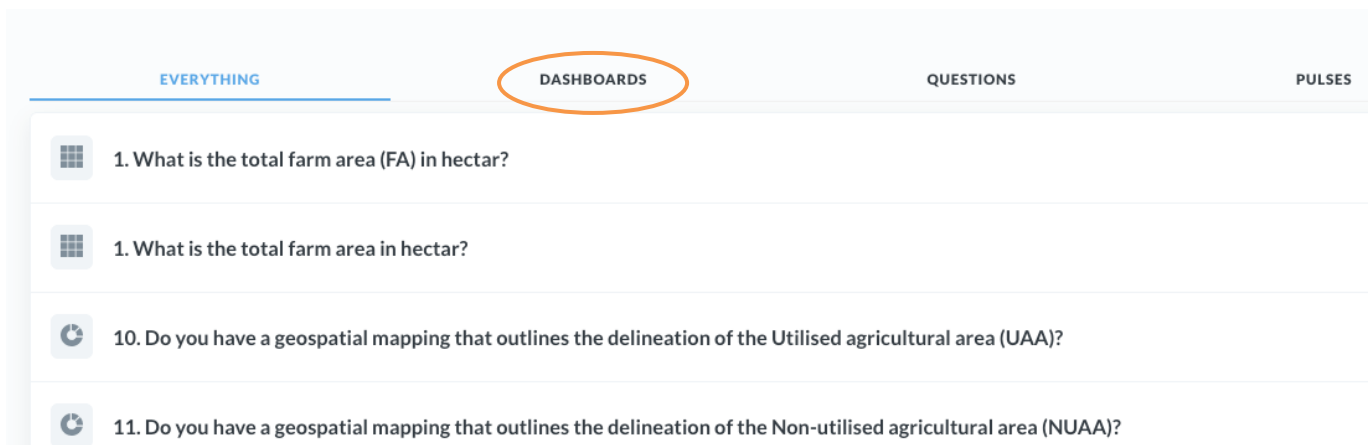 EVERYTHING DASHBOARDS QUESTIONS PULSES
1. What is the total farm area (FA) in hectar?
1. What is the total farm area in hectar?
10. Do you have a geospatial mapping that outlines the delineation of the Utilised agricultural area (UAA)?
11. Do you have a geospatial mapping that outlines the delineation of the Non-utilised agricultural area (NUAA)?